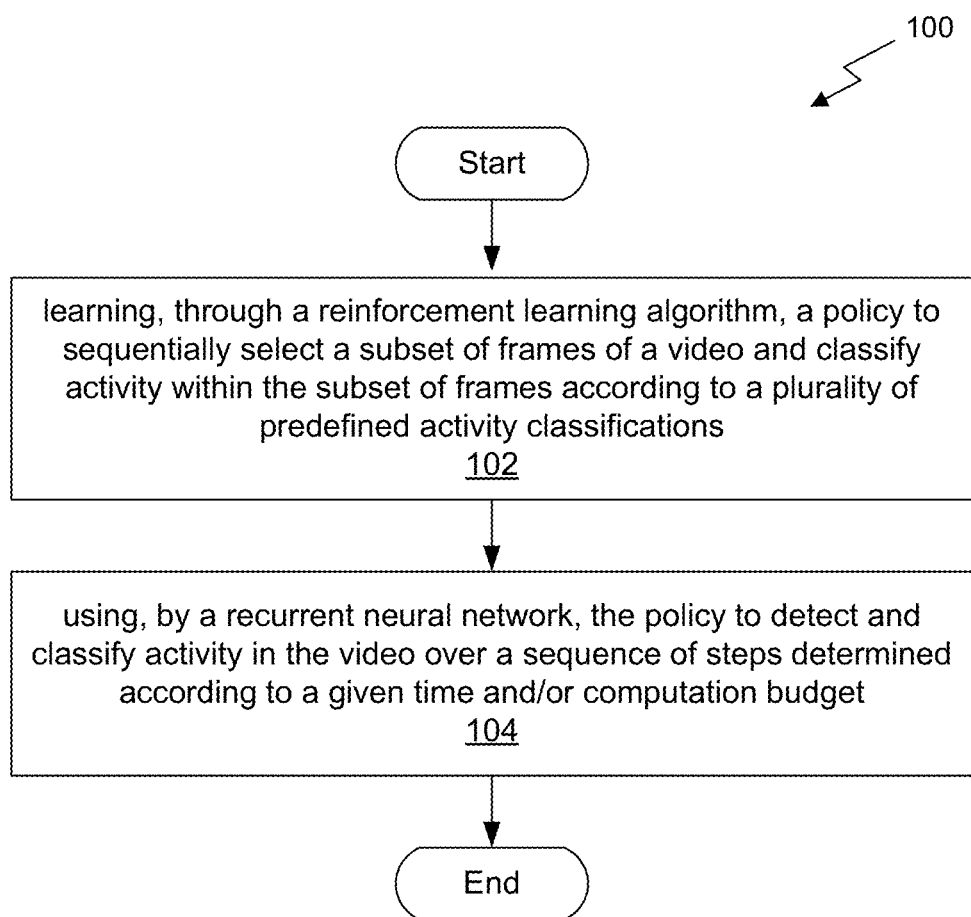 100
Start
learning, through a reinforcement learning algorithm, a policy to
sequentially select a subset of frames of a video and classify
activity within the subset of frames according to a plurality of
predefined activity classifications
102
using, by a recurrent neural network, the policy to detect and
classify activity in the video over a sequence of steps determined
according to a given time and/or computation budget
104
End